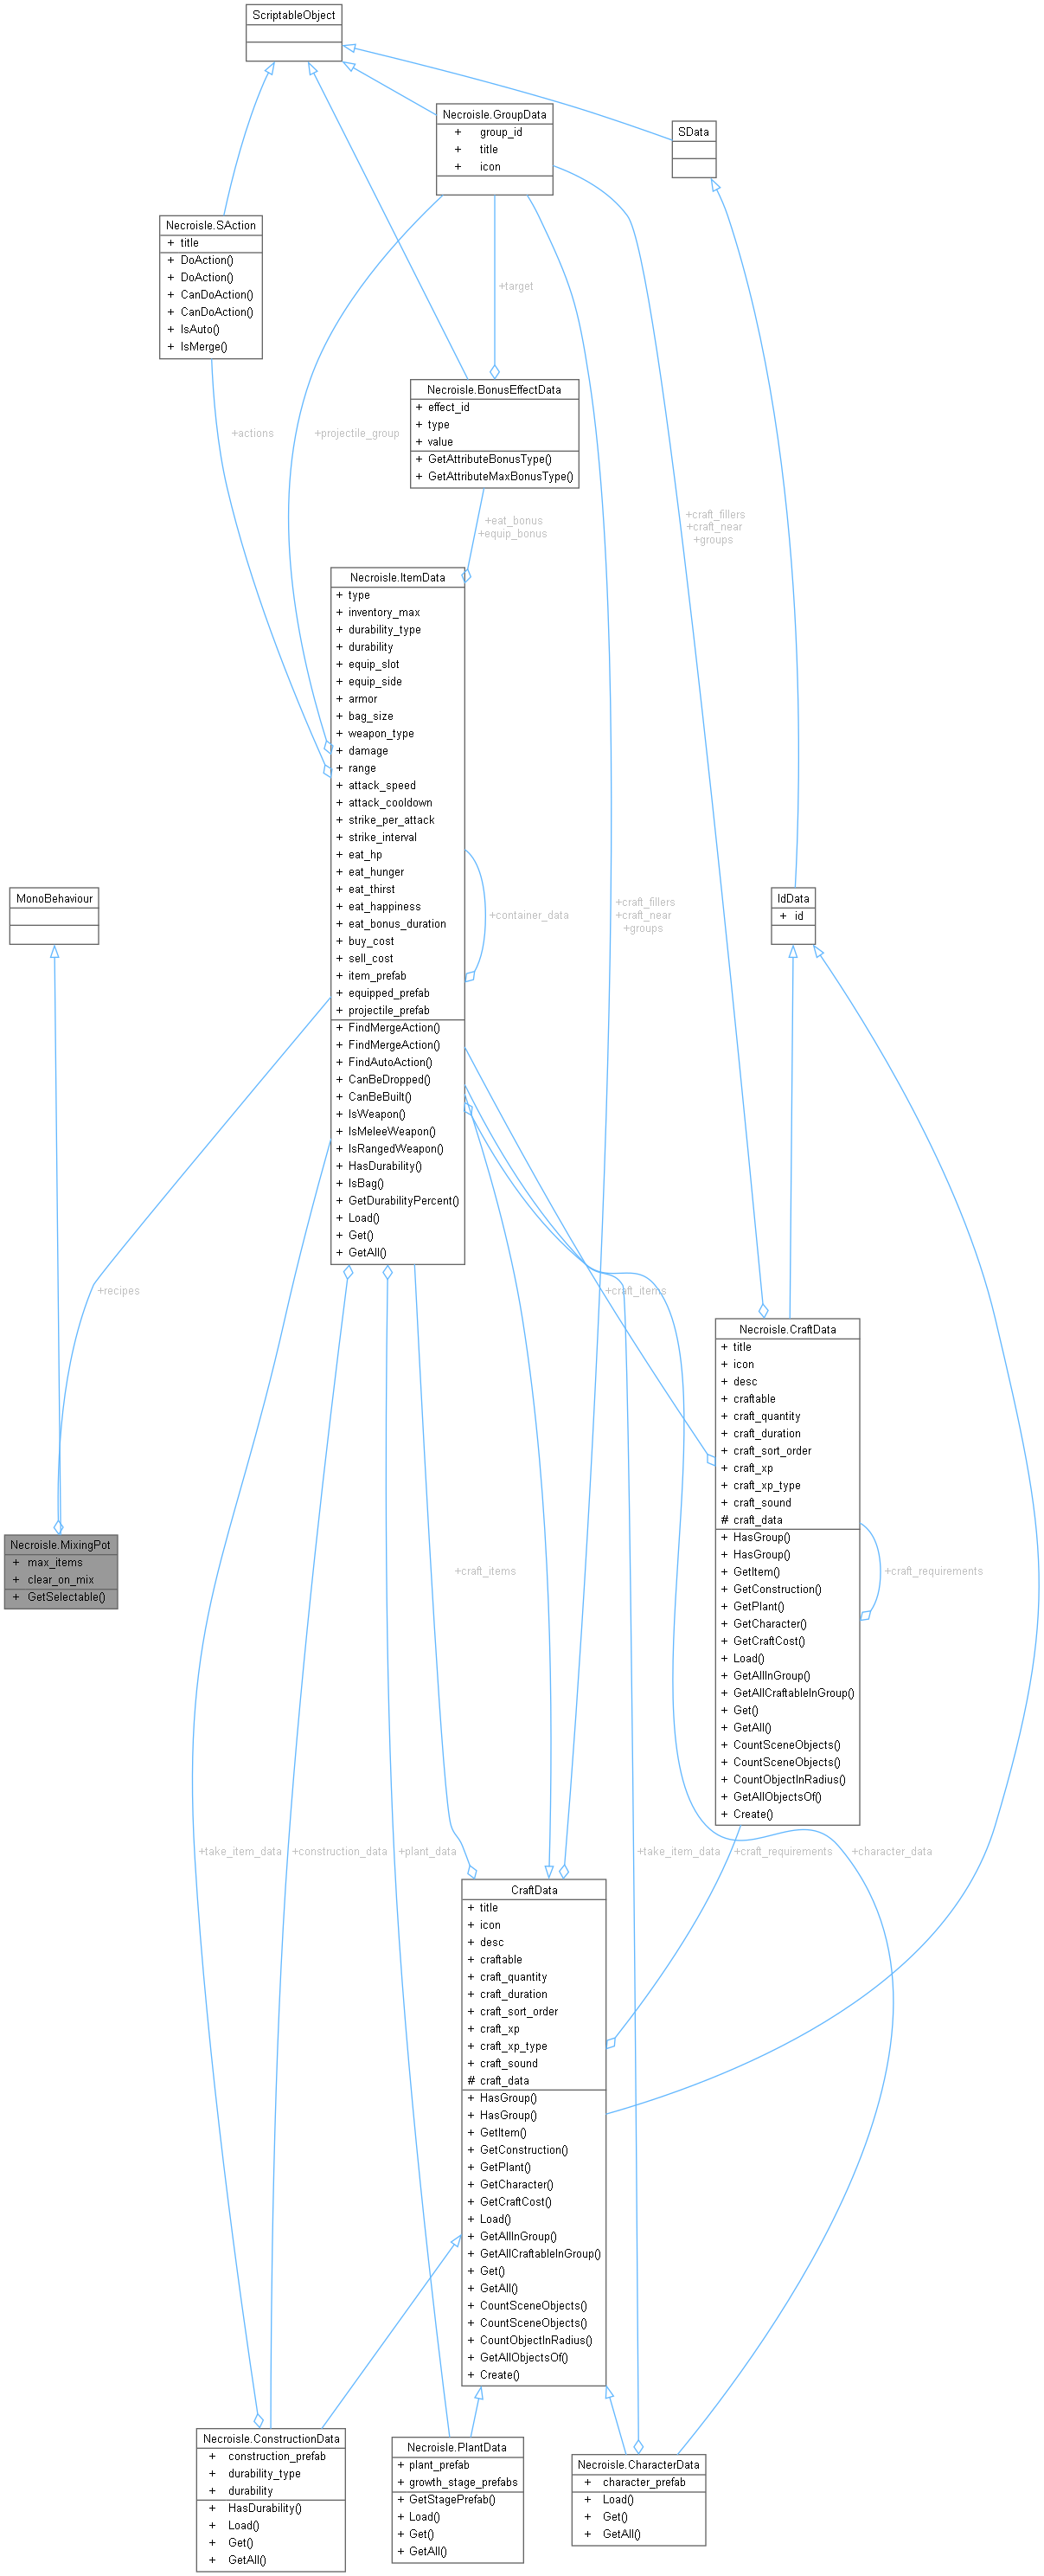 ScriptableObject
Necroisle.GroupData
+ group_id
+ title
+ icon
SData
Necroisle.SAction
+ title
+ DoAction()
+ DoAction()
+ CanDoAction()
+ CanDoAction()
+ IsAuto()
+ IsMerge()
+target
Necroisle.BonusEffectData
+ effect_id
+ type
+ value
+ GetAttributeBonusType()
+ GetAttributeMaxBonusType()
+actions
+projectile_group
+eat_bonus
+equip_bonus
+craft_fillers
+craft_near
+groups
Necroisle.ItemData
+ type
+ inventory_max
+ durability_type
+ durability
+ equip_slot
+ equip_side
+ armor
+ bag_size
+ weapon_type
+ damage
+ range
+ attack_speed
+ attack_cooldown
+ strike_per_attack
+ strike_interval
+ eat_hp
+ eat_hunger
+ eat_thirst
+ eat_happiness
+ eat_bonus_duration
+ buy_cost
+ sell_cost
+ item_prefab
+ equipped_prefab
+ projectile_prefab
+ FindMergeAction()
+ FindMergeAction()
+ FindAutoAction()
+ CanBeDropped()
+ CanBeBuilt()
+ IsWeapon()
+ IsMeleeWeapon()
+ IsRangedWeapon()
+ HasDurability()
+ IsBag()
+ GetDurabilityPercent()
+ Load()
+ Get()
+ GetAll()
MonoBehaviour
+container_data
+craft_fillers
+craft_near
+groups
IdData
+ id
+recipes
+craft_items
Necroisle.CraftData
+ title
+ icon
+ desc
+ craftable
+ craft_quantity
+ craft_duration
+ craft_sort_order
+ craft_xp
+ craft_xp_type
+ craft_sound
# craft_data
+ HasGroup()
+ HasGroup()
+ GetItem()
+ GetConstruction()
+ GetPlant()
+ GetCharacter()
+ GetCraftCost()
+ Load()
+ GetAllInGroup()
+ GetAllCraftableInGroup()
+ Get()
+ GetAll()
+ CountSceneObjects()
+ CountSceneObjects()
+ CountObjectInRadius()
+ GetAllObjectsOf()
+ Create()
Necroisle.MixingPot
+ max_items
+ clear_on_mix
+ GetSelectable()
+craft_items
+craft_requirements
+take_item_data
+construction_data
+plant_data
+take_item_data
+craft_requirements
+character_data
CraftData
+ title
+ icon
+ desc
+ craftable
+ craft_quantity
+ craft_duration
+ craft_sort_order
+ craft_xp
+ craft_xp_type
+ craft_sound
# craft_data
+ HasGroup()
+ HasGroup()
+ GetItem()
+ GetConstruction()
+ GetPlant()
+ GetCharacter()
+ GetCraftCost()
+ Load()
+ GetAllInGroup()
+ GetAllCraftableInGroup()
+ Get()
+ GetAll()
+ CountSceneObjects()
+ CountSceneObjects()
+ CountObjectInRadius()
+ GetAllObjectsOf()
+ Create()
Necroisle.ConstructionData
+ construction_prefab
+ durability_type
+ durability
+ HasDurability()
+ Load()
+ Get()
+ GetAll()
Necroisle.PlantData
+ plant_prefab
+ growth_stage_prefabs
+ GetStagePrefab()
+ Load()
+ Get()
+ GetAll()
Necroisle.CharacterData
+ character_prefab
+ Load()
+ Get()
+ GetAll()